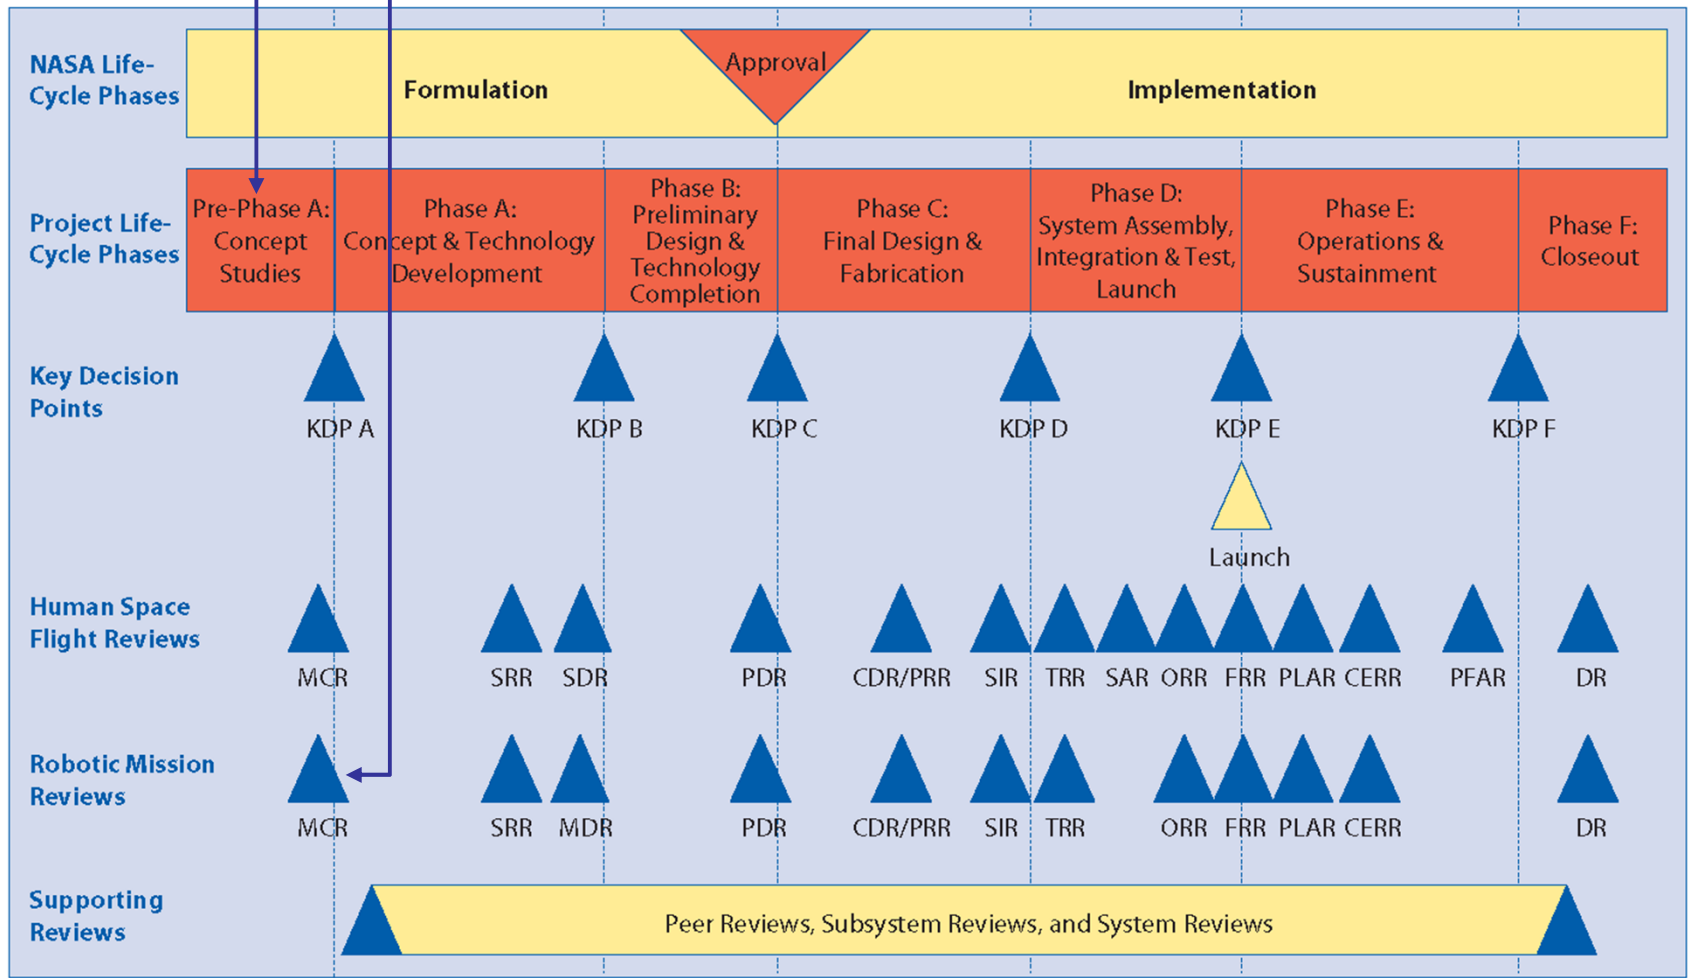 NASA Life-
Cycle Phases
Formulation
Approval
Implementation
Project Life-
Cycle Phases
Pre-Phase A:
Concept
Studies
Phase A:
Concept & Technology
Development
Phase B:
Preliminary
Design &
Technology
Completion
Phase C:
Final Design &
Fabrication
Phase D:
System Assembly,
Integration & Test,
Launch
Phase E:
Operations &
Sustainment
Phase F:
Closeout
Key Decision
Points
KDP A KDP B KDP C KDP D KDP E KDP F
Launch
Human Space
Flight Reviews
MCR SRR SDR PDR CDR/PRR SIR TRR SAR ORR FRR PLAR CERR PFAR DR
Robotic Mission
Reviews
MCR SRR MDR PDR CDR/PRR SIR TRR ORR FRR PLAR CERR DR
Supporting
Reviews
Peer Reviews, Subsystem Reviews, and System Reviews